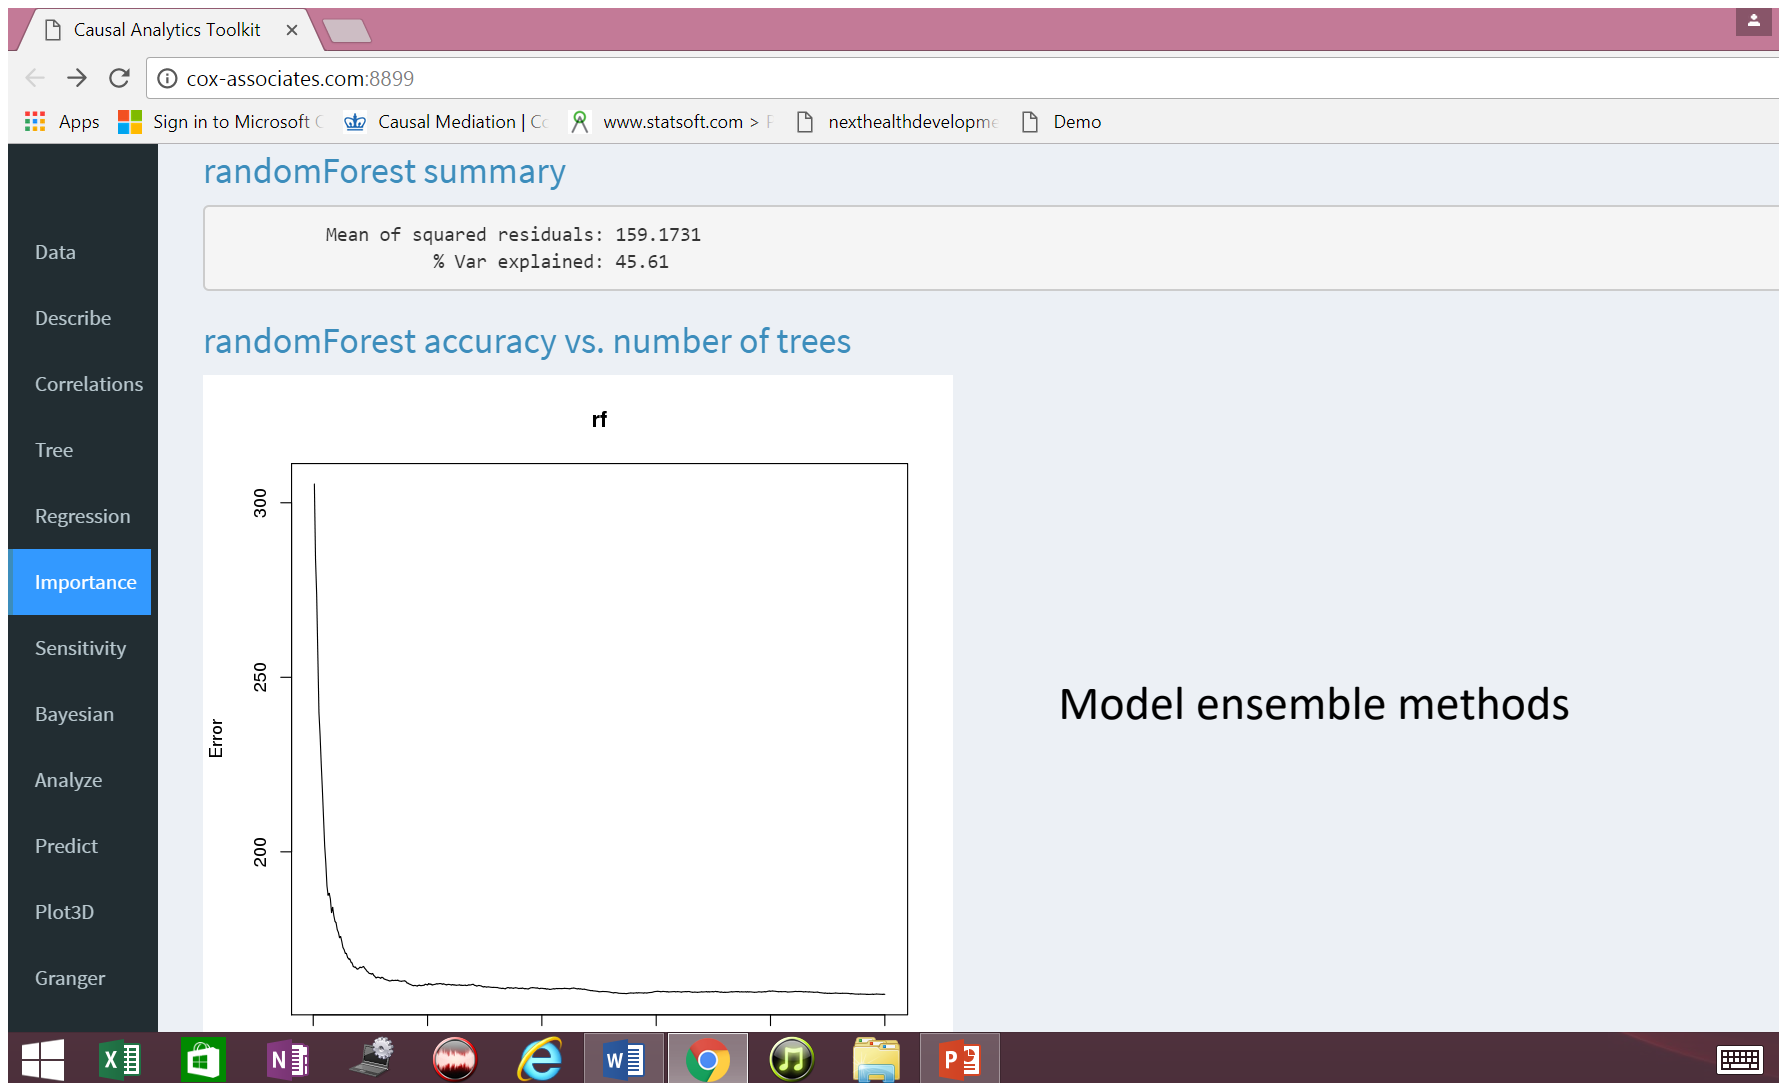 Causal Analytics Toolkit
cox-associates.com:8899
Apps
Sign in to Microsoft
Causal Mediation |
www.statsoft.com >
Demo
randomForest summary
Data
Mean of squared residuals: 159.1731
% Var explained: 45.61
Describe
randomForest accuracy vs. number of trees
Correlations
rf
Tree
300
Regression
Importance
Sensitivity
250
Model ensemble methods
Bayesian
Error
Analyze
Predict
200
Plot3D
Granger